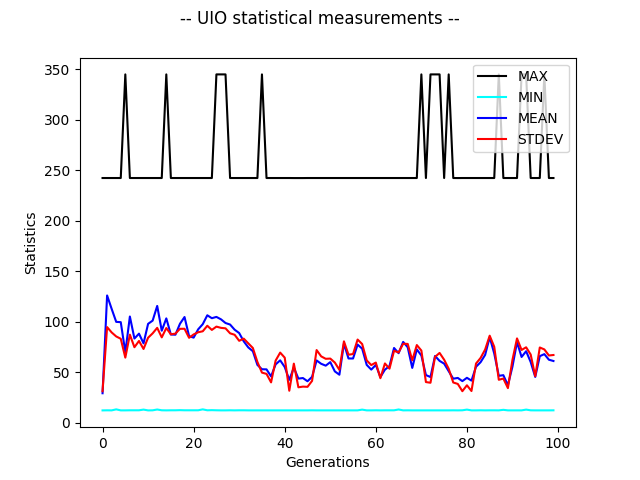 -- UIO statistical measurements --
350
300
250
200
150
100
50
0
Statistics
MAX
MIN
MEAN
STDEV
0 20 40 60 80 100
Generations